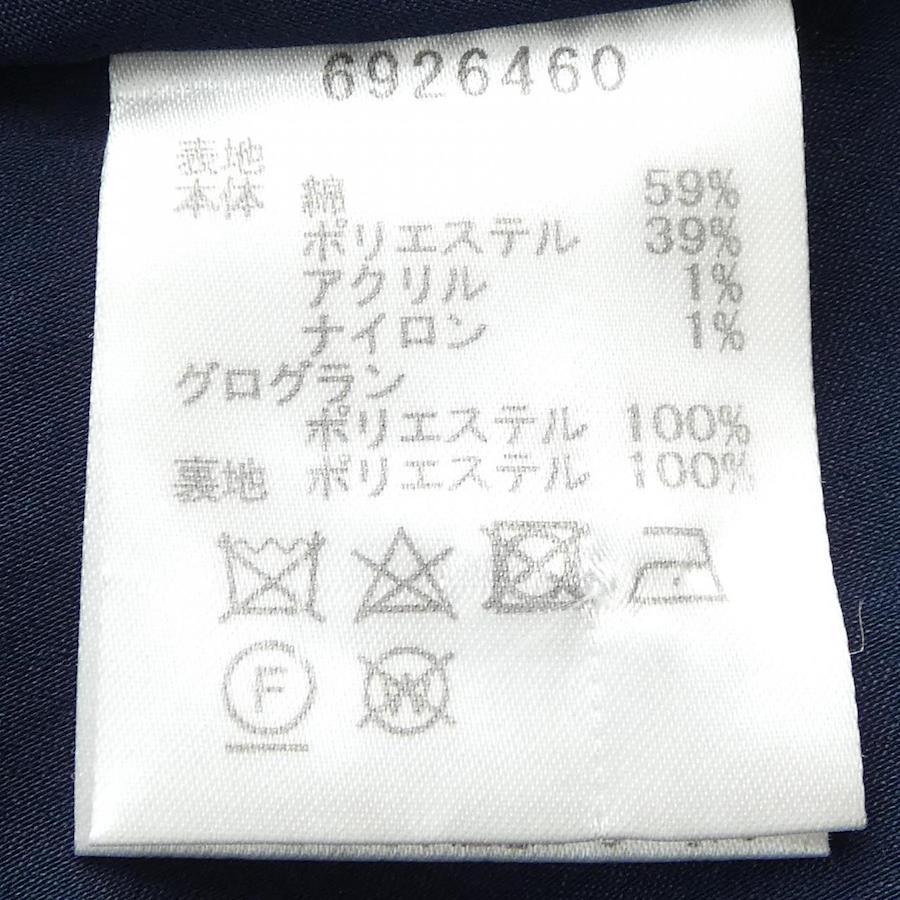 6926460
表地
本体 綿 59%
ポリエステル 39%
アクリル 1%
ナイロン 1%
グログラン
ポリエステル 100%
裏地 ポリエステル 100%
F
W